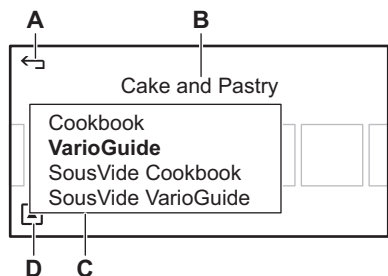 A B
Cake and Pastry
Cookbook
VarioGuide
SousVide Cookbook
SousVide VarioGuide
D C